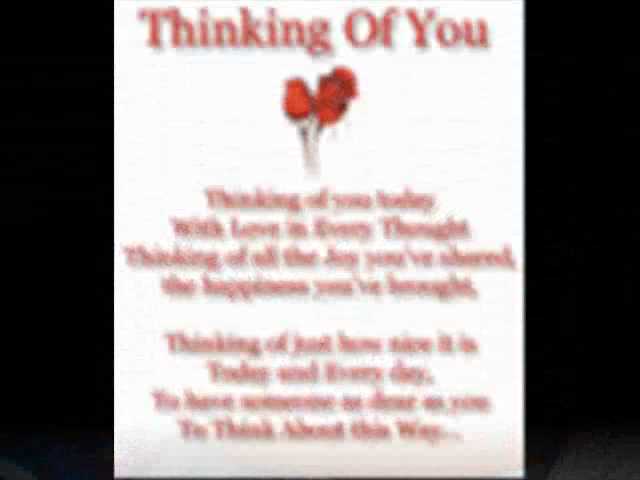 Thinking Of You
Thinking of you today
With Love in Every Thought
Thinking of all the Joy you've shared,
the happiness you've brought,
Thinking of just how nice it is
Today and Every day,
To have someone as dear as you
To Think About this Way...